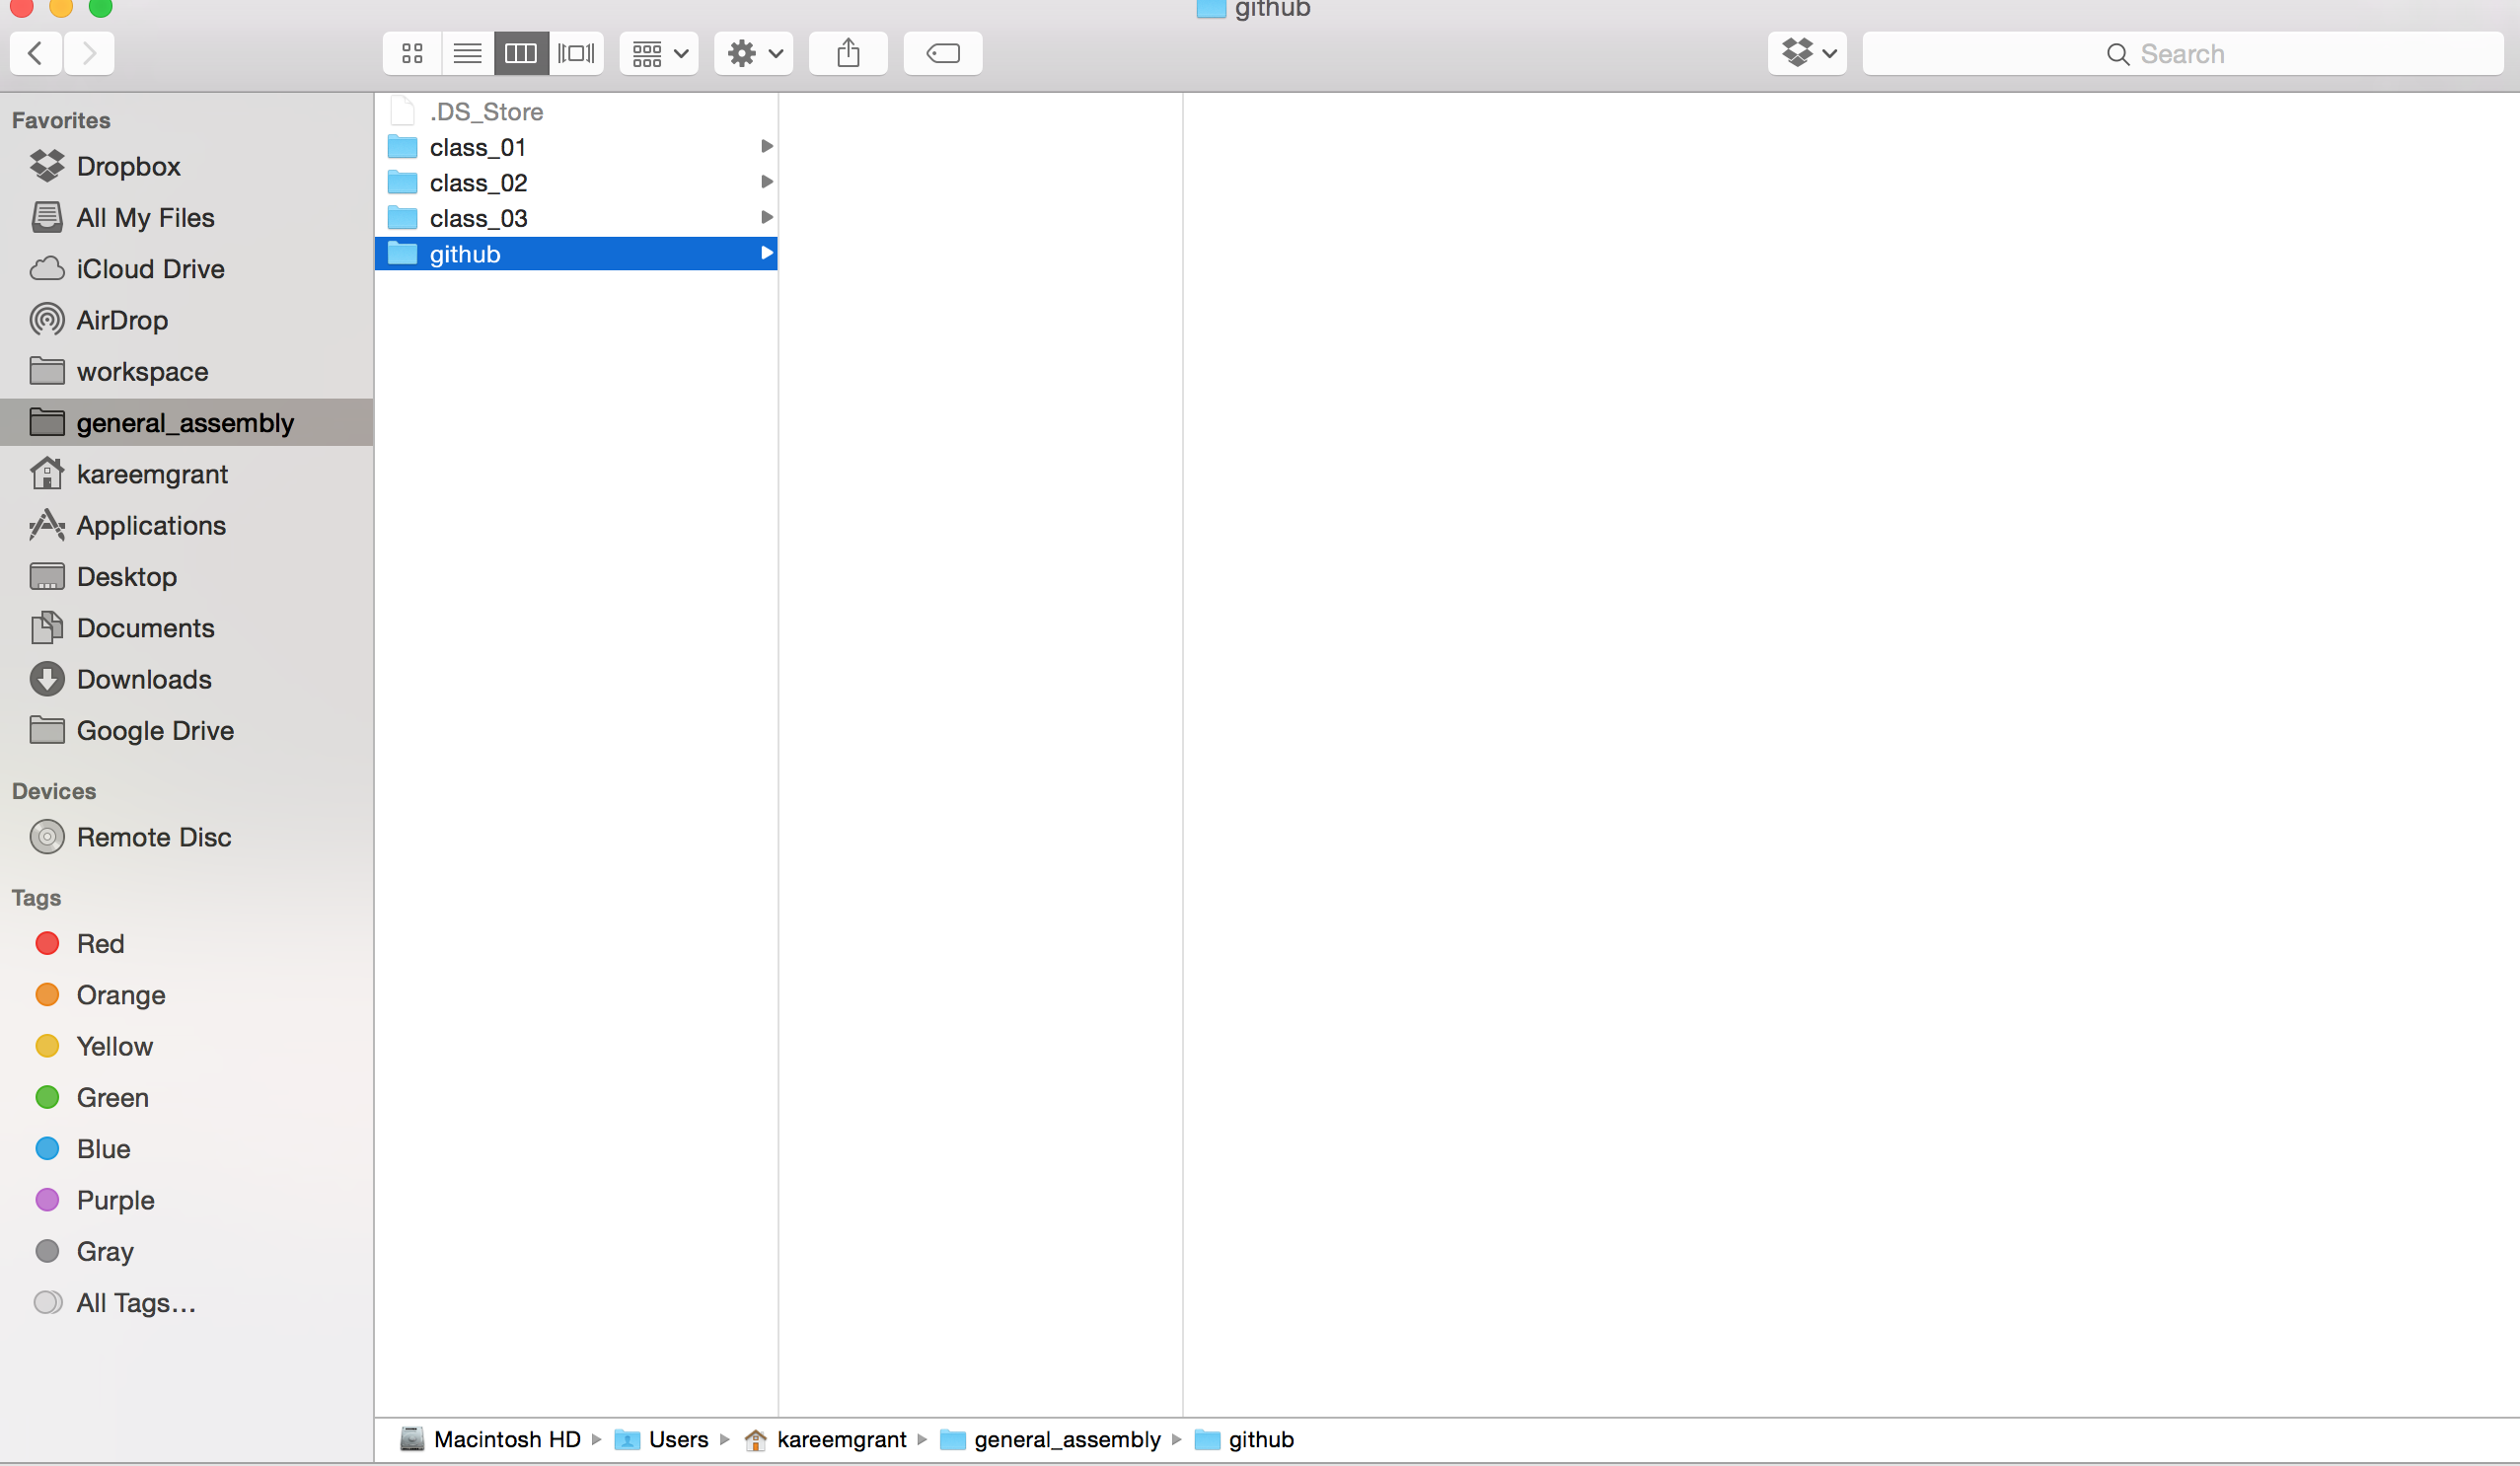 github
Search
Favorites
Dropbox
All My Files
iCloud Drive
AirDrop
workspace
general_assembly
kareemgrant
Applications
Desktop
Documents
Downloads
Google Drive
Devices
Remote Disc
Tags
Red
Orange
Yellow
Green
Blue
Purple
Gray
All Tags…
.DS_Store
class_01
class_02
class_03
github
Macintosh HD Users kareemgrant general_assembly github